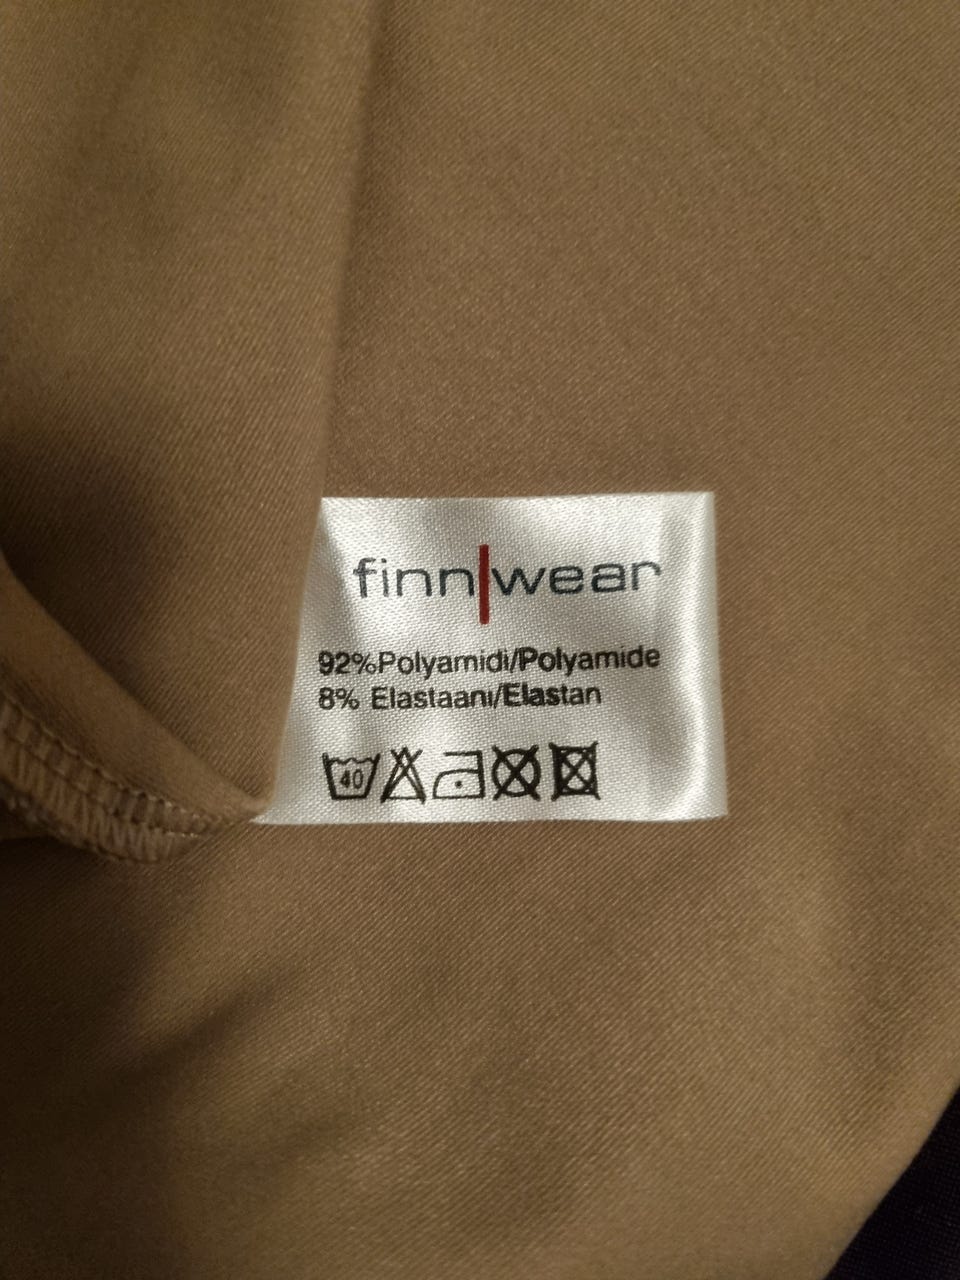 finn|wear
92%Polyamidi/Polyamide
8% Elastaani/Elastan
40